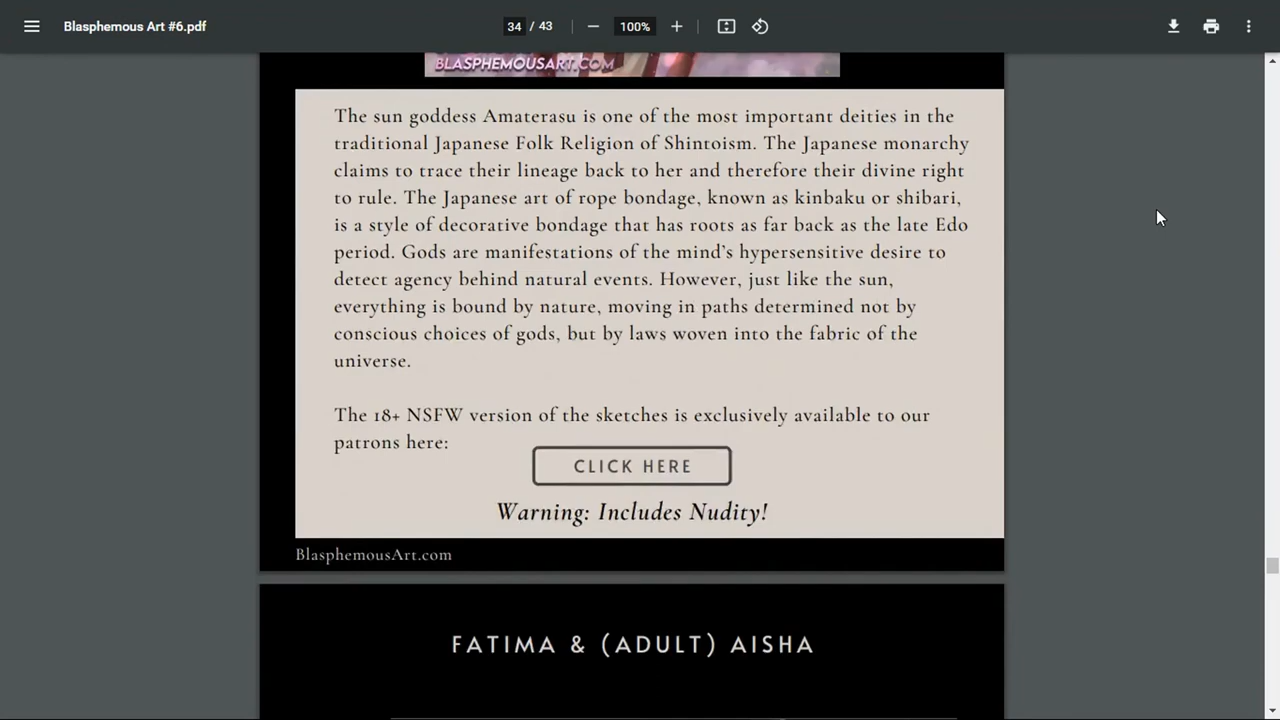 Blasphemous Art #6.pdf
34 / 43
100%
BLASPHEMOUSART.COM
The sun goddess Amaterasu is one of the most important deities in the
traditional Japanese Folk Religion of Shintoism. The Japanese monarchy
claims to trace their lineage back to her and therefore their divine right
to rule. The Japanese art of rope bondage, known as kinbaku or shibari,
is a style of decorative bondage that has roots as far back as the late Edo
period. Gods are manifestations of the mind’s hypersensitive desire to
detect agency behind natural events. However, just like the sun,
everything is bound by nature, moving in paths determined not by
conscious choices of gods, but by laws woven into the fabric of the
universe.
The 18+ NSFW version of the sketches is exclusively available to our
patrons here:
CLICK HERE
Warning: Includes Nudity!
BlasphemousArt.com
FATIMA & (ADULT) AISHA